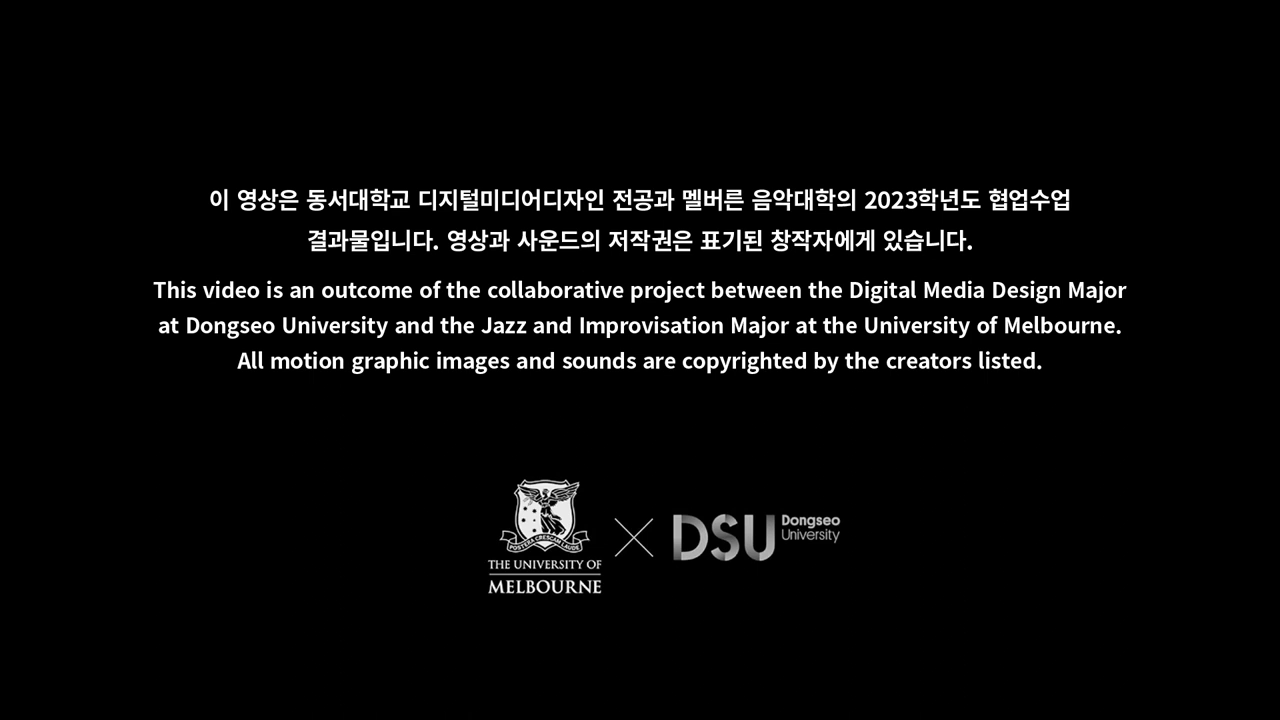 이 영상은 동서대학교 디지털미디어디자인 전공과 멜버른 음악대학의 2023학년도 협업수업
결과물입니다. 영상과 사운드의 저작권은 표기된 창작자에게 있습니다.
This video is an outcome of the collaborative project between the Digital Media Design Major
at Dongseo University and the Jazz and Improvisation Major at the University of Melbourne.
All motion graphic images and sounds are copyrighted by the creators listed.
POSTERA CRESCAM LAUDE
THE UNIVERSITY OF
MELBOURNE
DSU
Dongseo
University